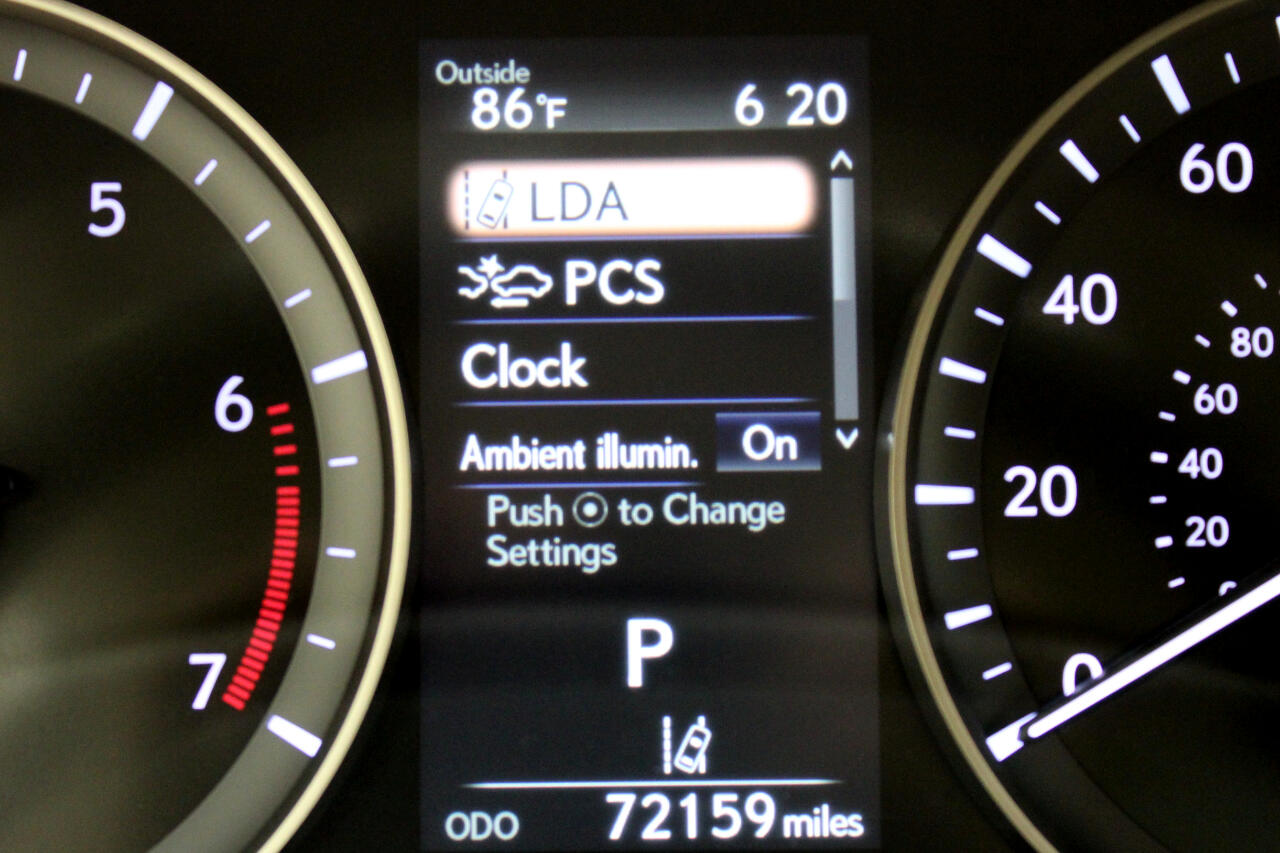 Outside
86°F 6 20
LDA
PCS
Clock
Ambient illumin. On
Push ⊙ to Change
Settings
P
ODO 72159 miles
5
6
7
60
40
20
0
80
60
40
20